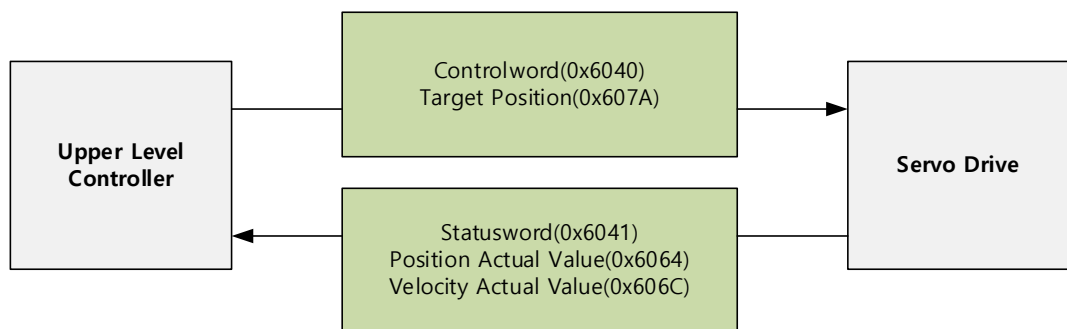 Controlword(0x6040)
Target Position(0x607A)
Upper Level
Controller
Servo Drive
Statusword(0x6041)
Position Actual Value(0x6064)
Velocity Actual Value(0x606C)